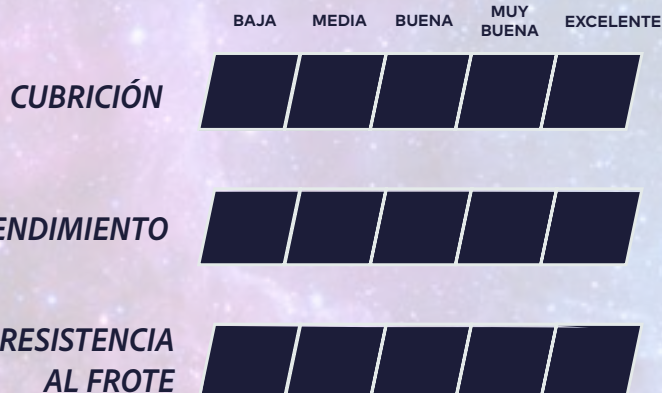 BAJA MEDIA BUENA MUY BUENA EXCELENTE
CUBRICIÓN
ENDIMIENTO
RESISTENCIA
AL FROTE